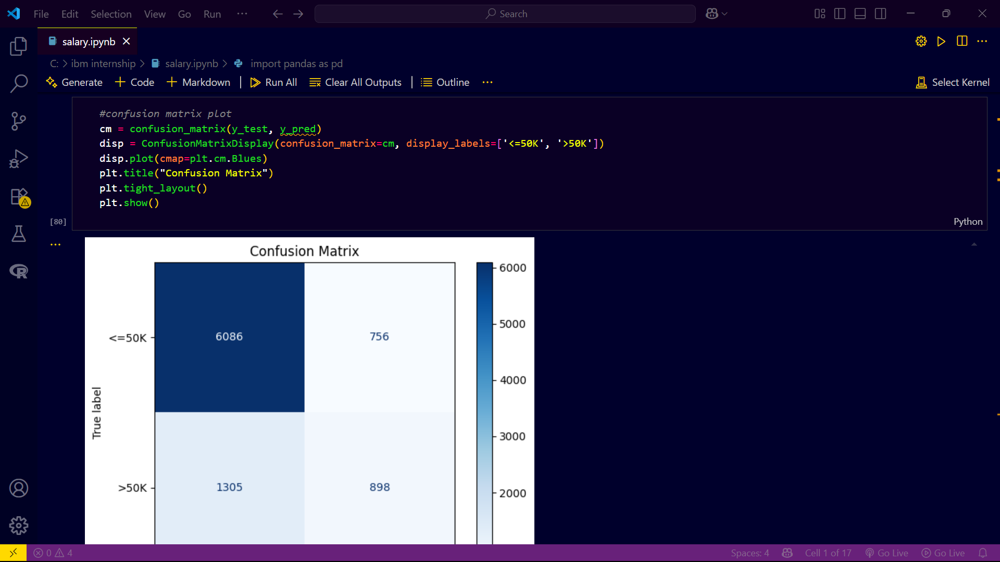 File Edit Selection View Go Run ··· Search
salary.ipynb
C: > ibm internship > salary.ipynb > import pandas as pd
Generate + Code + Markdown | Run All Clear All Outputs | Outline ··· Select Kernel
#confusion matrix plot
cm = confusion_matrix(y_test, y_pred)
disp = ConfusionMatrixDisplay(confusion_matrix=cm, display_labels=['<=50K', '>50K'])
disp.plot(cmap=plt.cm.Blues)
plt.title("Confusion Matrix")
plt.tight_layout()
plt.show()
[80] Python
Confusion Matrix
6000
5000
<=50K 6086 756
4000
True label
3000
>50K 1305 898
2000
0 4 Spaces: 4 Cell 1 of 17 Go Live Go Live